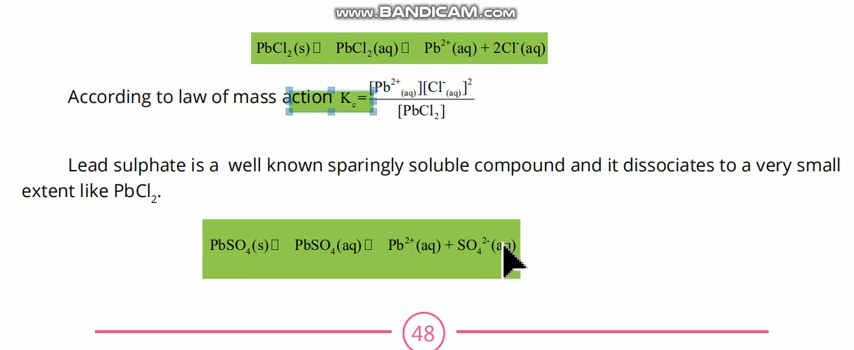 www.BANDICAM.com
PbCl₂(s)▯ PbCl₂(aq)▯ Pb²⁺(aq) + 2Cl⁻(aq)
According to law of mass action K꜀ = [Pb²⁺₍aq₎][Cl⁻₍aq₎]² / [PbCl₂]
Lead sulphate is a well known sparingly soluble compound and it dissociates to a very small
extent like PbCl₂.
PbSO₄(s)▯ PbSO₄(aq)▯ Pb²⁺(aq) + SO₄²⁻(aq)
48